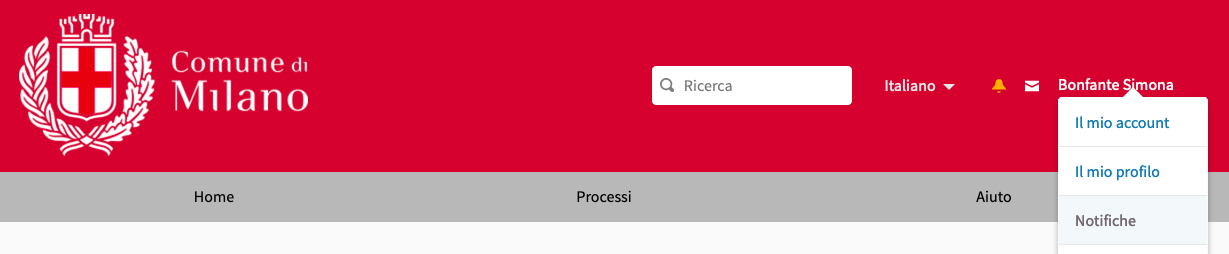 Comune di
Milano
Ricerca
Italiano
Bonfante Simona
Il mio account
Il mio profilo
Notifiche
Home
Processi
Aiuto